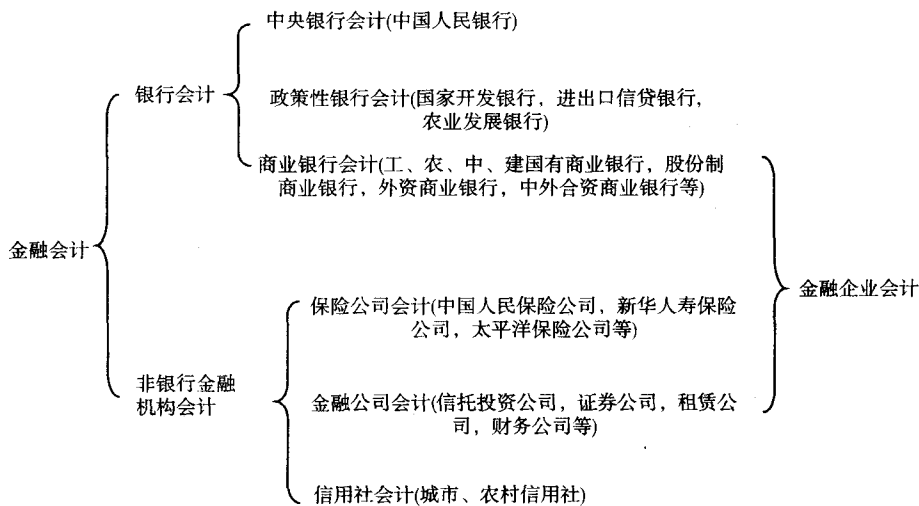 中央银行会计(中国人民银行)
银行会计
政策性银行会计(国家开发银行，进出口信贷银行，
农业发展银行)
商业银行会计(工、农、中、建国有商业银行，股份制
商业银行，外资商业银行，中外合资商业银行等)
金融会计
金融企业会计
保险公司会计(中国人民保险公司，新华人寿保险
公司，太平洋保险公司等)
非银行金融
机构会计
金融公司会计(信托投资公司，证券公司，租赁公
司，财务公司等)
信用社会计(城市、农村信用社)